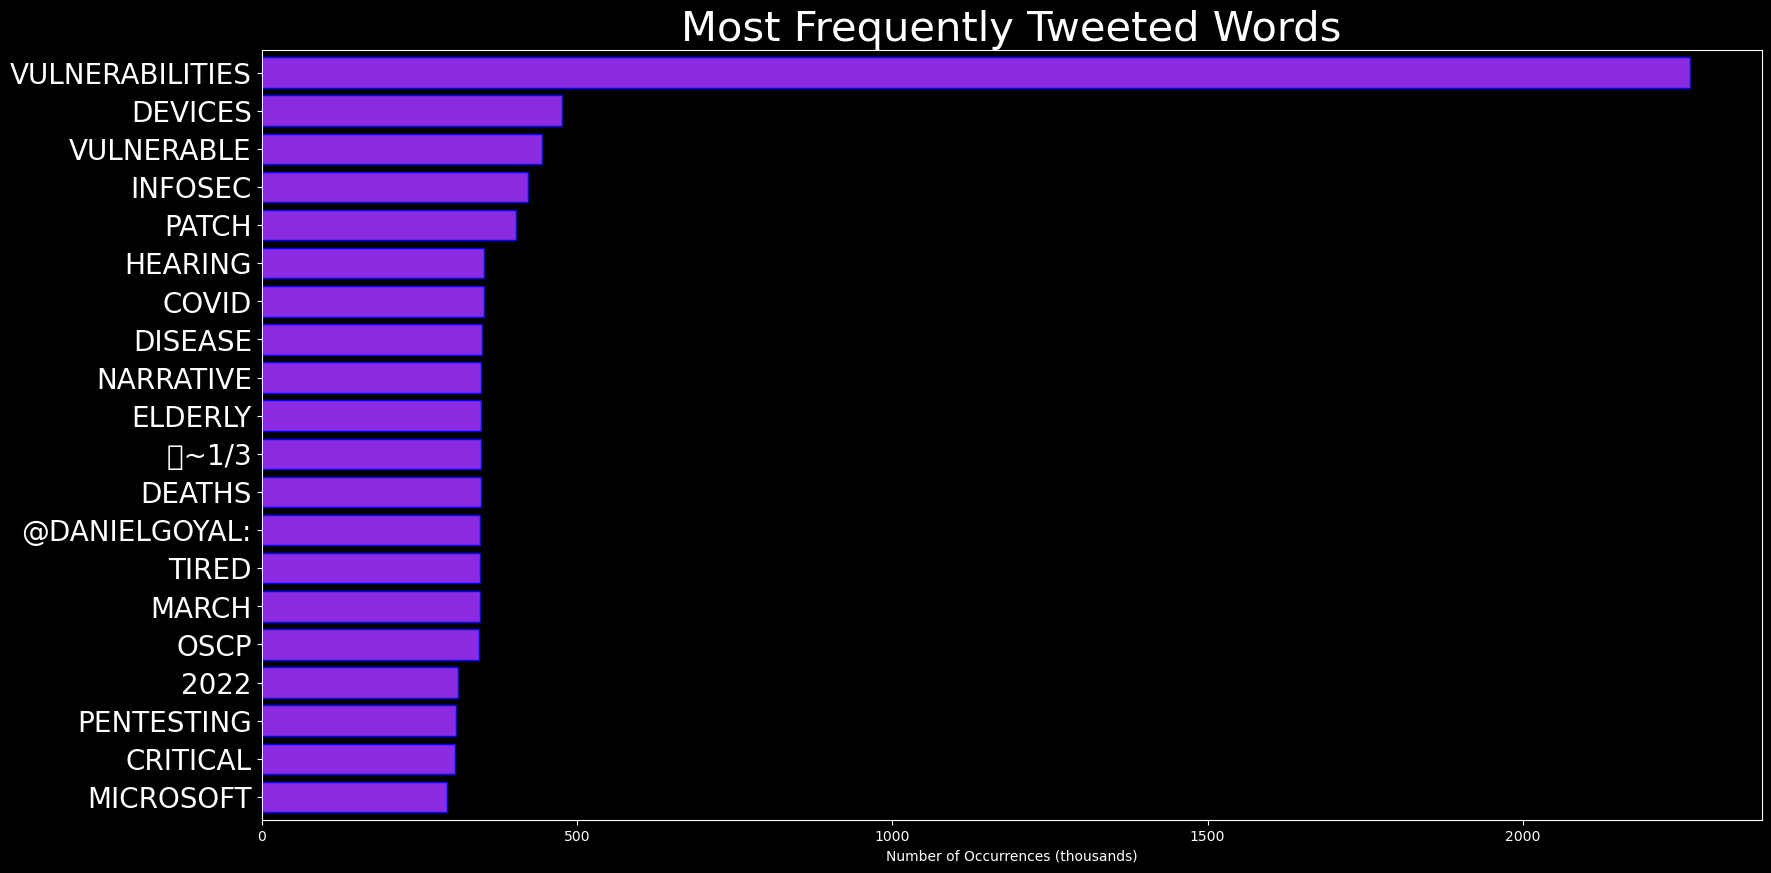 Most Frequently Tweeted Words
VULNERABILITIES
DEVICES
VULNERABLE
INFOSEC
PATCH
HEARING
COVID
DISEASE
NARRATIVE
ELDERLY
▯~1/3
DEATHS
@DANIELGOYAL:
TIRED
MARCH
OSCP
2022
PENTESTING
CRITICAL
MICROSOFT
0 500 1000 1500 2000
Number of Occurrences (thousands)